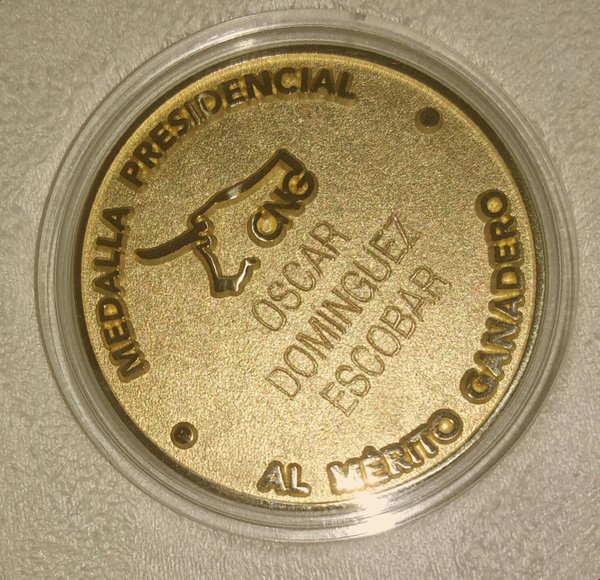 MEDALLA PRESIDENCIAL
CNG
OSCAR
DOMINGUEZ
ESCOBAR
AL MÉRITO GANADERO